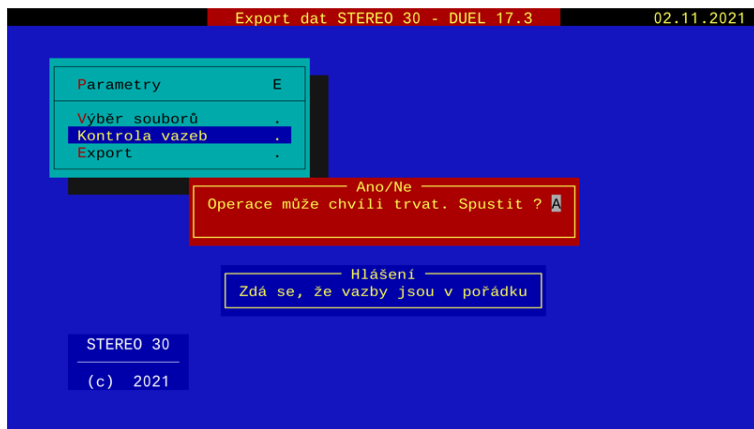 Export dat STEREO 30 - DUEL 17.3 02.11.2021
Parametry E
Výběr souborů .
Kontrola vazeb .
Export .
Ano/Ne
Operace může chvíli trvat. Spustit ? A
Hlášení
Zdá se, že vazby jsou v pořádku
STEREO 30
(c) 2021